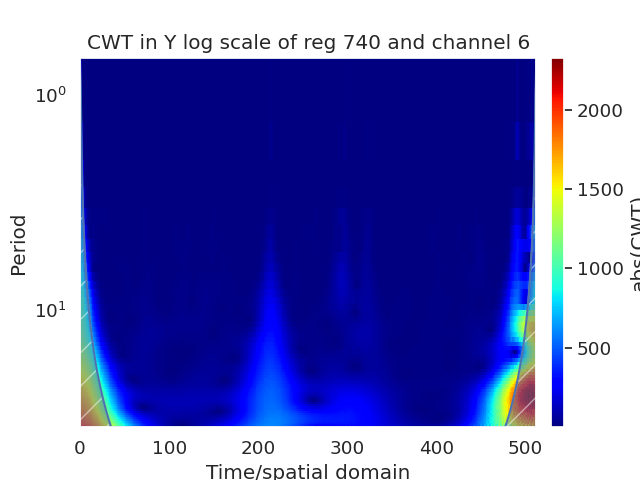 CWT in Y log scale of reg 740 and channel 6
Period
10⁰
10¹
0 100 200 300 400 500
Time/spatial domain
2000
1500
1000
500
abs(CWT)